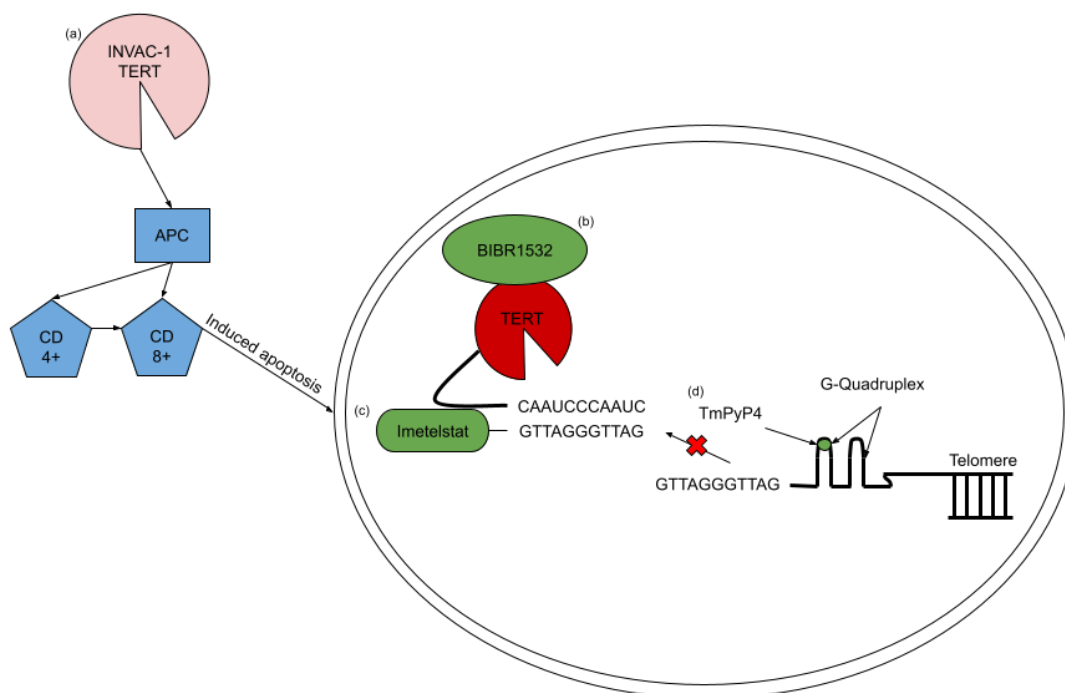 (a)
INVAC-1
TERT
APC
CD
4+
CD
8+
Induced apoptosis
(b)
BIBR1532
TERT
(c)
Imetelstat
CAAUCCCAAUC
GTTAGGGTTAG
(d)
TmPyP4
G-Quadruplex
GTTAGGGTTAG
Telomere